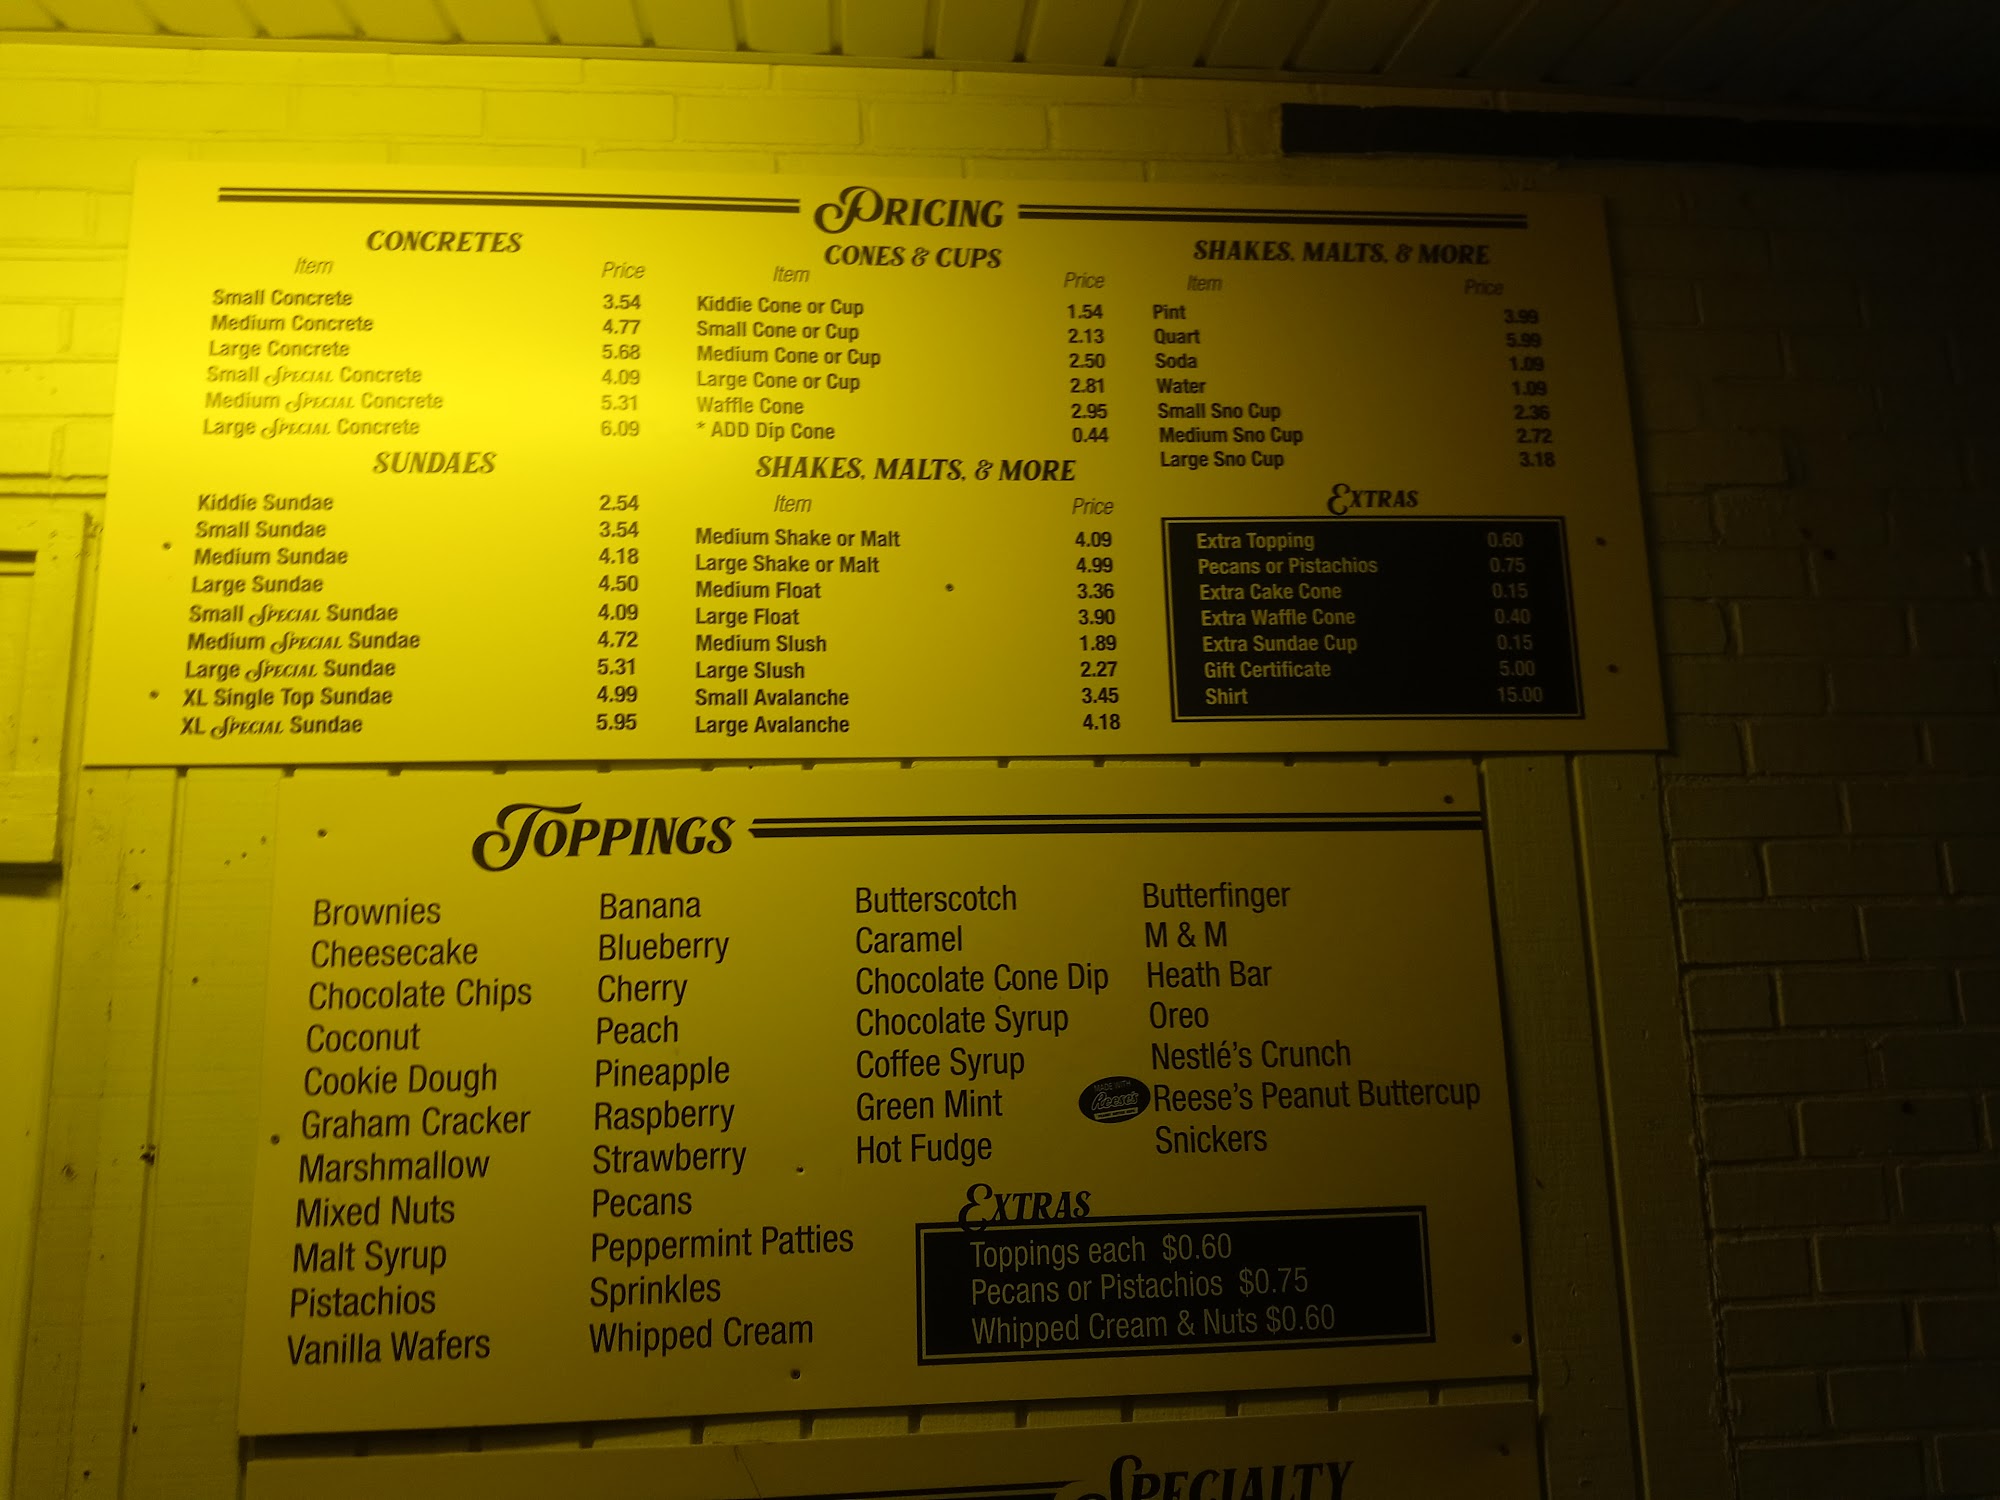 PRICING
CONCRETES
Item Price
Small Concrete 3.54
Medium Concrete 4.77
Large Concrete 5.68
Small SPECIAL Concrete 4.09
Medium SPECIAL Concrete 5.31
Large SPECIAL Concrete 6.09
SUNDAES
Kiddie Sundae 2.54
Small Sundae 3.54
Medium Sundae 4.18
Large Sundae 4.50
Small SPECIAL Sundae 4.09
Medium SPECIAL Sundae 4.72
Large SPECIAL Sundae 5.31
XL Single Top Sundae 4.99
XL SPECIAL Sundae 5.95
CONES & CUPS
Item Price
Kiddie Cone or Cup 1.54
Small Cone or Cup 2.13
Medium Cone or Cup 2.50
Large Cone or Cup 2.81
Waffle Cone 2.95
* ADD Dip Cone 0.44
SHAKES, MALTS, & MORE
Item Price
Medium Shake or Malt 4.09
Large Shake or Malt 4.99
Medium Float 3.36
Large Float 3.90
Medium Slush 1.89
Large Slush 2.27
Small Avalanche 3.45
Large Avalanche 4.18
SHAKES, MALTS, & MORE
Item Price
Pint 3.99
Quart 5.99
Soda 1.09
Water 1.09
Small Sno Cup 2.36
Medium Sno Cup 2.72
Large Sno Cup 3.18
EXTRAS
Extra Topping 0.60
Pecans or Pistachios 0.75
Extra Cake Cone 0.15
Extra Waffle Cone 0.40
Extra Sundae Cup 0.15
Gift Certificate 5.00
Shirt 15.00
TOPPINGS
Brownies
Cheesecake
Chocolate Chips
Coconut
Cookie Dough
Graham Cracker
Marshmallow
Mixed Nuts
Malt Syrup
Pistachios
Vanilla Wafers
Banana
Blueberry
Cherry
Peach
Pineapple
Raspberry
Strawberry
Pecans
Peppermint Patties
Sprinkles
Whipped Cream
Butterscotch
Caramel
Chocolate Cone Dip
Chocolate Syrup
Coffee Syrup
Green Mint
Hot Fudge
Butterfinger
M & M
Heath Bar
Oreo
Nestlé's Crunch
MADE WITH
Reese's
Reese's Peanut Buttercup
Snickers
EXTRAS
Toppings each $0.60
Pecans or Pistachios $0.75
Whipped Cream & Nuts $0.60
SPECIALTY